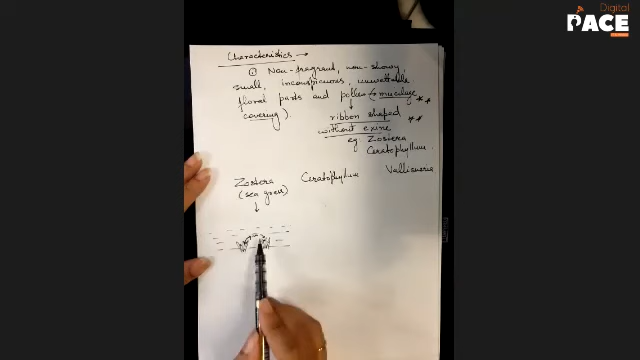 Digital
PACE
Characteristics →
① Non-fragrant, non-showy,
small, inconspicuous, unwettable
floral parts and pollen (mucilage
covering). **
ribbon shaped
without exine **
eg Zostera
Ceratophyllum.
Zostera Ceratophyllum Vallisneria
(sea grass)